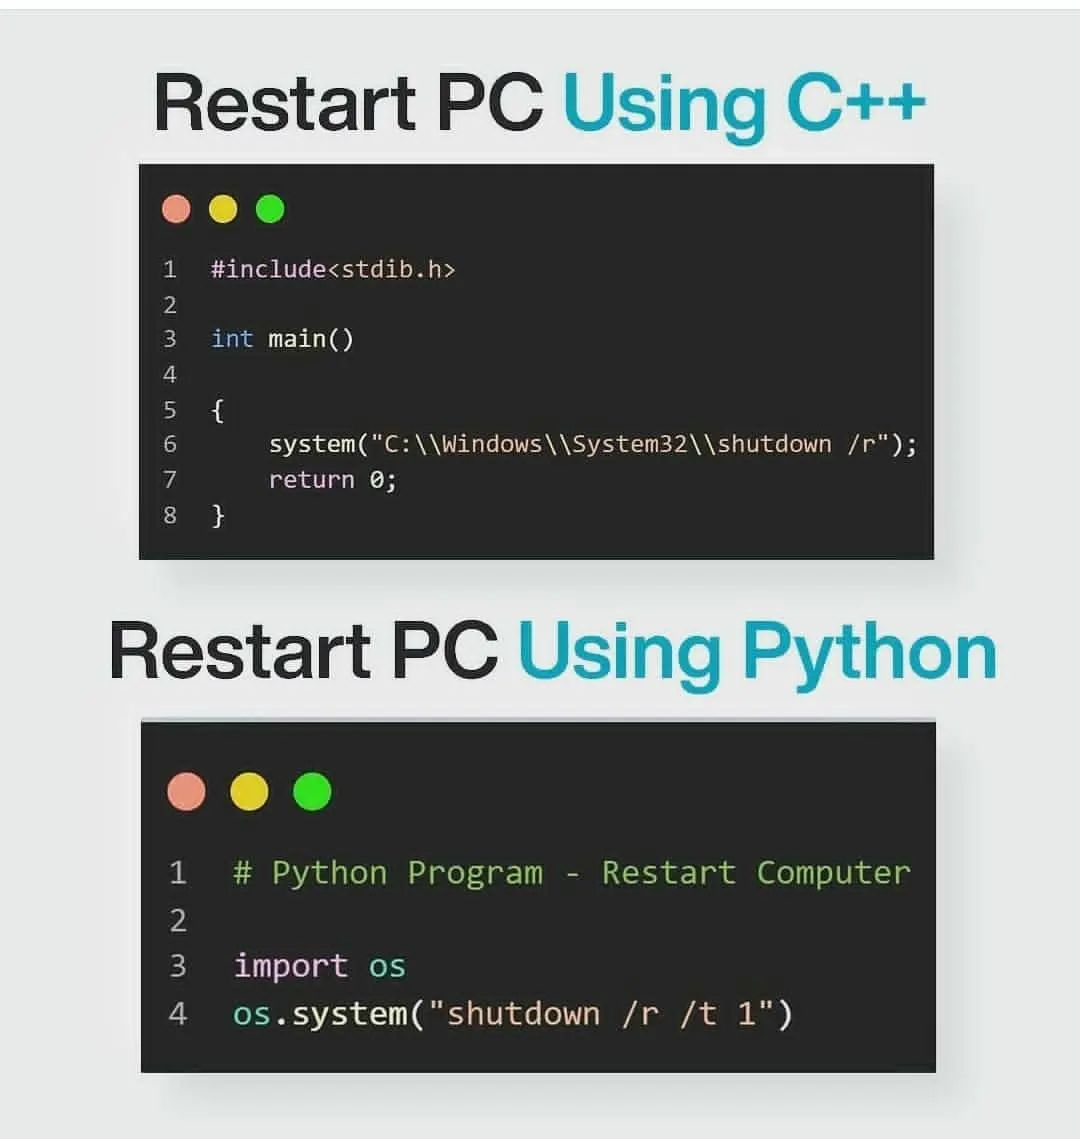 Restart PC Using C++
1 #include<stdib.h>
2
3 int main()
4
5 {
6 system("C:\\Windows\\System32\\shutdown /r");
7 return 0;
8 }
Restart PC Using Python
1 # Python Program - Restart Computer
2
3 import os
4 os.system("shutdown /r /t 1")